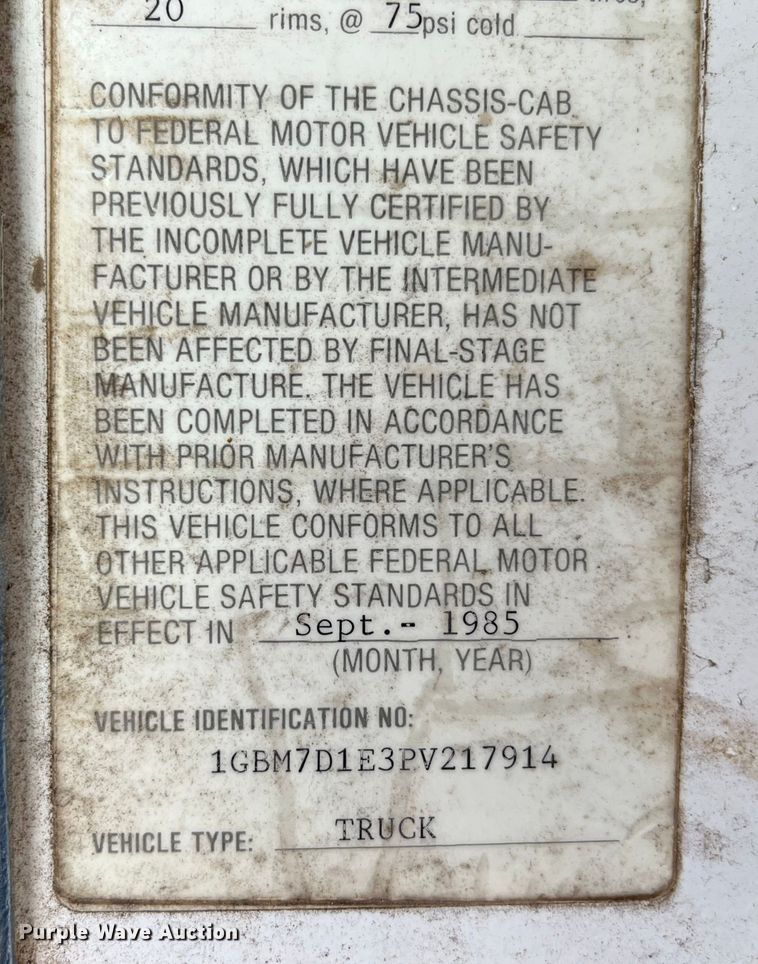 20 rims, @ 75 psi cold
CONFORMITY OF THE CHASSIS-CAB
TO FEDERAL MOTOR VEHICLE SAFETY
STANDARDS, WHICH HAVE BEEN
PREVIOUSLY FULLY CERTIFIED BY
THE INCOMPLETE VEHICLE MANU-
FACTURER OR BY THE INTERMEDIATE
VEHICLE MANUFACTURER, HAS NOT
BEEN AFFECTED BY FINAL-STAGE
MANUFACTURE. THE VEHICLE HAS
BEEN COMPLETED IN ACCORDANCE
WITH PRIOR MANUFACTURER'S
INSTRUCTIONS, WHERE APPLICABLE.
THIS VEHICLE CONFORMS TO ALL
OTHER APPLICABLE FEDERAL MOTOR
VEHICLE SAFETY STANDARDS IN
EFFECT IN Sept.- 1985
(MONTH, YEAR)
VEHICLE IDENTIFICATION NO:
1GBM7D1E3PV217914
VEHICLE TYPE: TRUCK
Purple Wave Auction